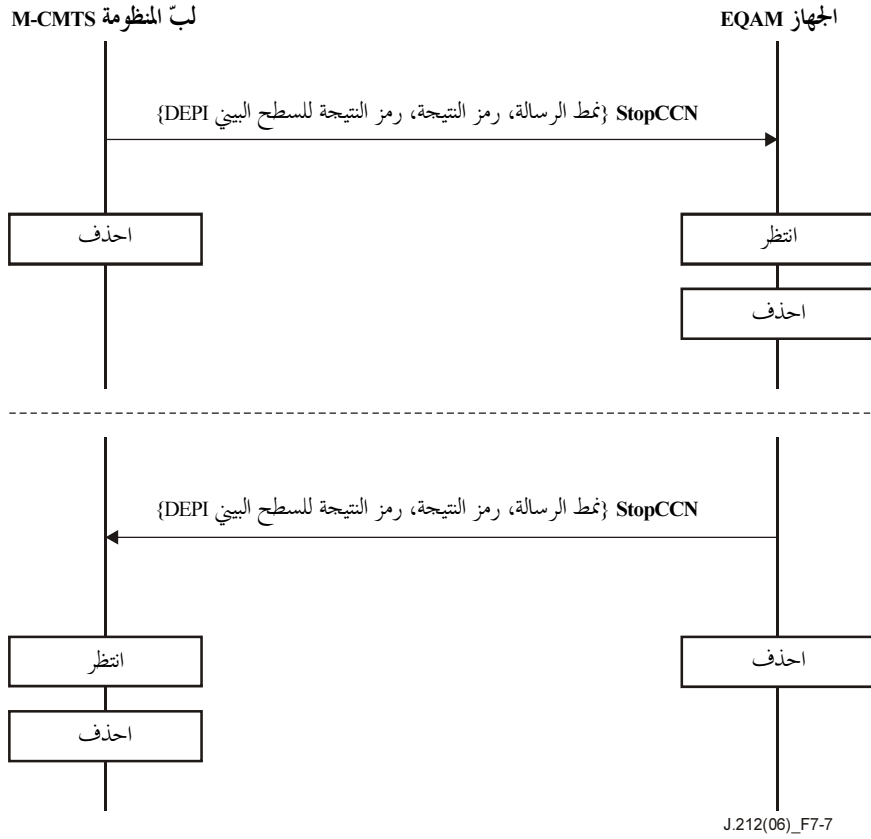 الجهاز EQAM
لبّ المنظومة M-CMTS
StopCCN {نمط الرسالة، رمز النتيجة، رمز النتيجة للسطح البيني DEPI}
انتظر
احذف
احذف
StopCCN {نمط الرسالة، رمز النتيجة، رمز النتيجة للسطح البيني DEPI}
احذف
انتظر
احذف
J.212(06)_F7-7